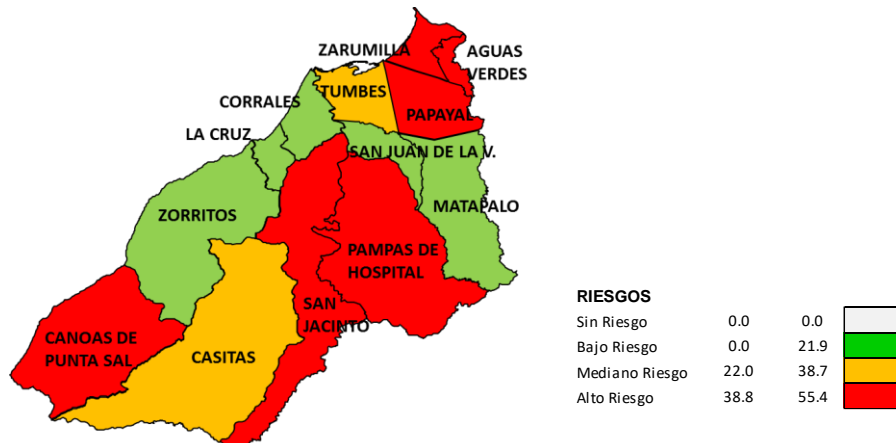 ZARUMILLA
AGUAS
VERDES
TUMBES
CORRALES
PAPAYAL
LA CRUZ
SAN JUAN DE LA V.
ZORRITOS
MATAPALO
PAMPAS DE
HOSPITAL
SAN
JACINTO
CANOAS DE
PUNTA SAL
CASITAS
RIESGOS
Sin Riesgo 0.0 0.0
Bajo Riesgo 0.0 21.9
Mediano Riesgo 22.0 38.7
Alto Riesgo 38.8 55.4